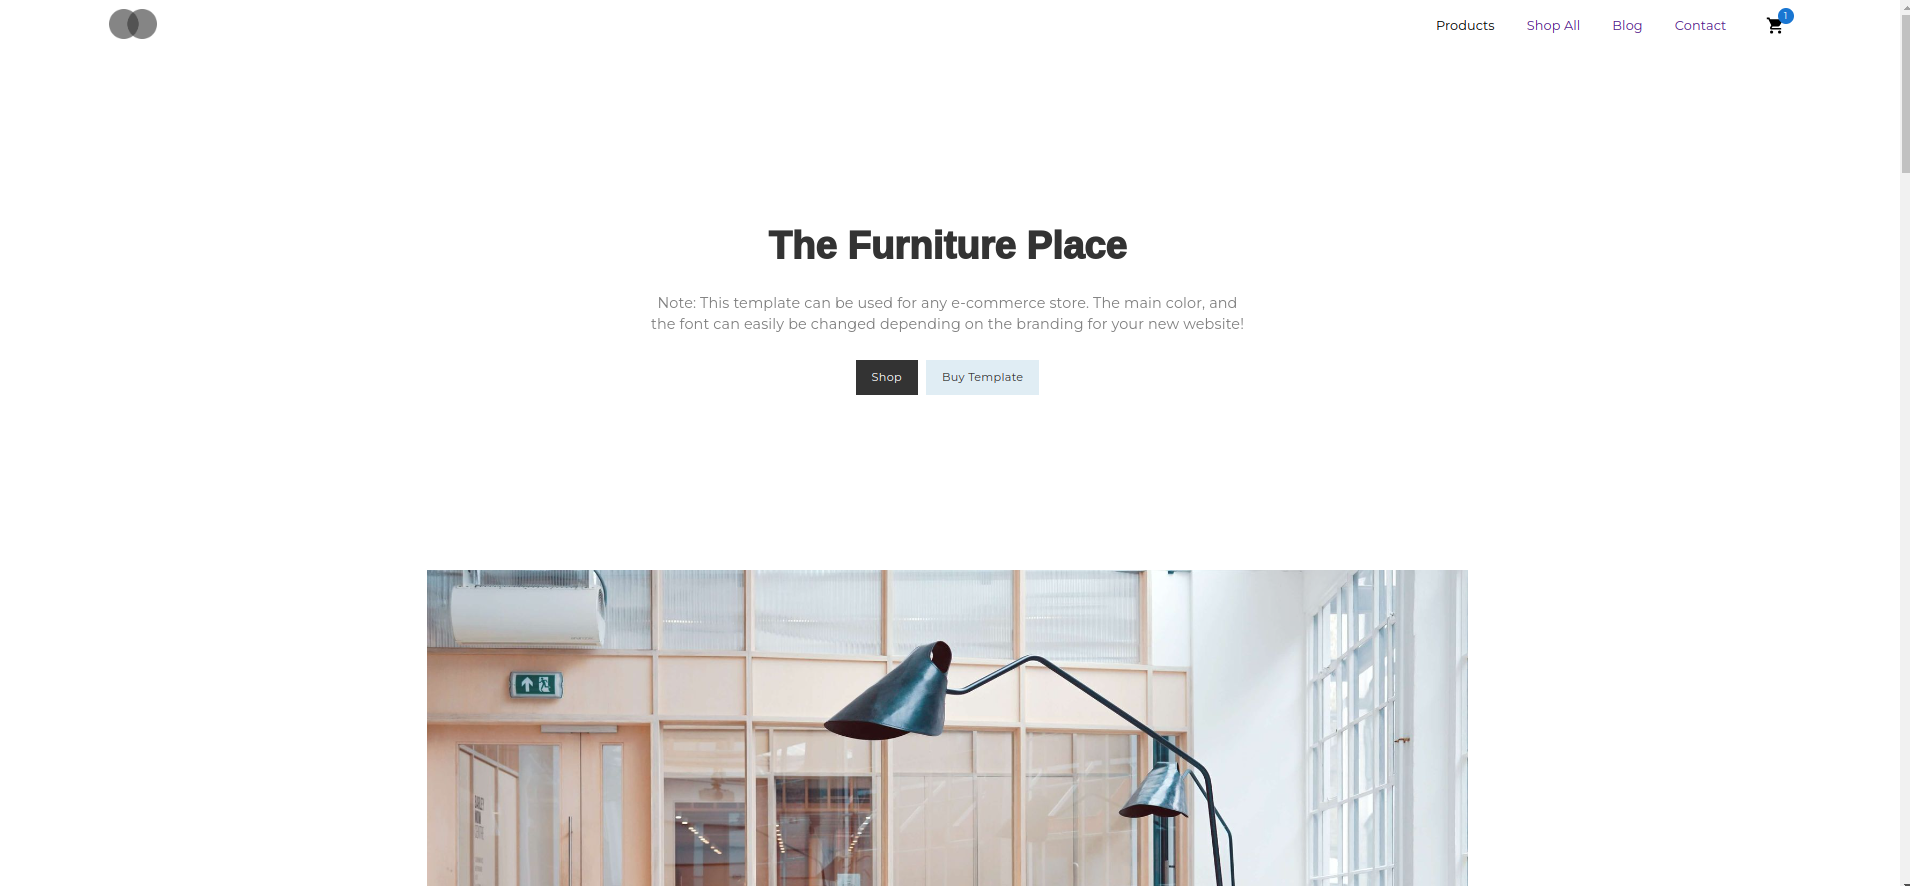 Products Shop All Blog Contact 1
The Furniture Place
Note: This template can be used for any e-commerce store. The main color, and
the font can easily be changed depending on the branding for your new website!
Shop Buy Template